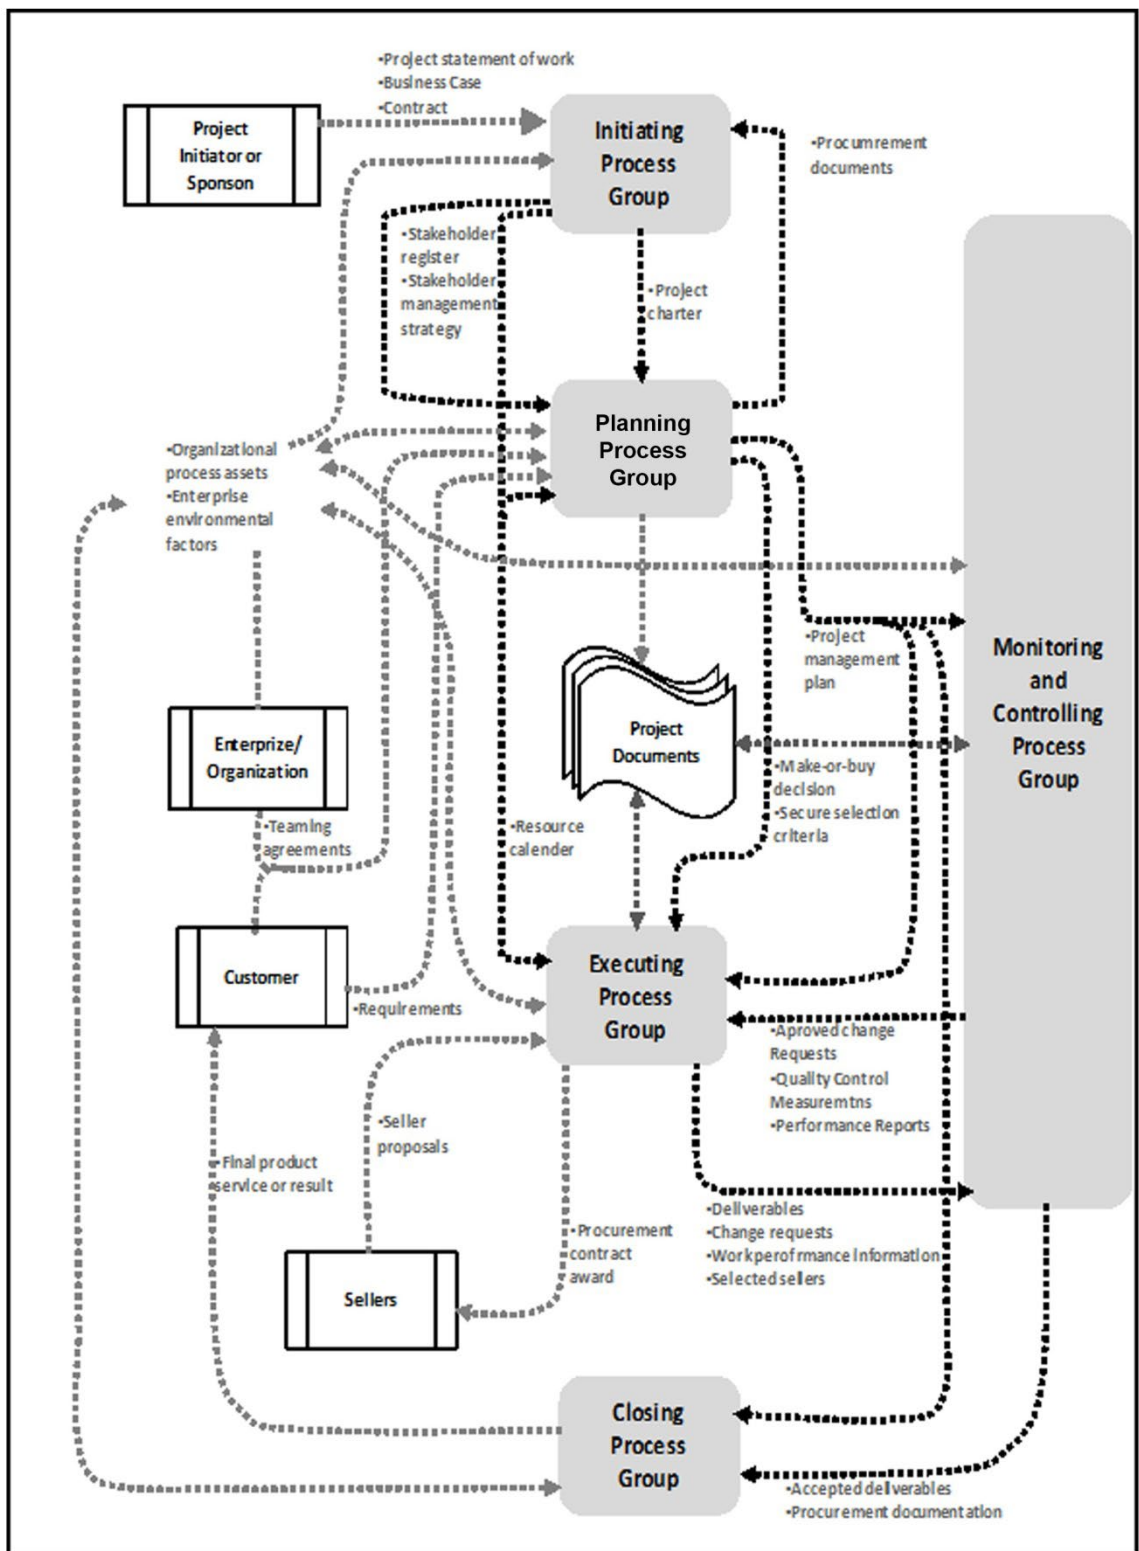 •Project statement of work
•Business Case
•Contract
Project
Initiator or
Sponson
Initiating
Process
Group
•Procumrement
documents
•Stakeholder
register
•Stakeholder
management
strategy
•Project
charter
Planning
Process
Group
•Organizational
process assets
•Enterprise
environmental
factors
•Project
management
plan
Monitoring
and
Controlling
Process
Group
Enterprize/
Organization
Project
Documents
•Make-or-buy
decision
•Secure selection
criteria
•Teaming
agreements
•Resource
calender
Customer
•Requirements
Executing
Process
Group
•Aproved change
Requests
•Quality Control
Measuremtns
•Performance Reports
•Seller
proposals
•Final product
service or result
•Deliverables
•Change requests
•Workperofrmance information
•Selected sellers
•Procurement
contract
award
Sellers
Closing
Process
Group
•Accepted deliverables
•Procurement documentation